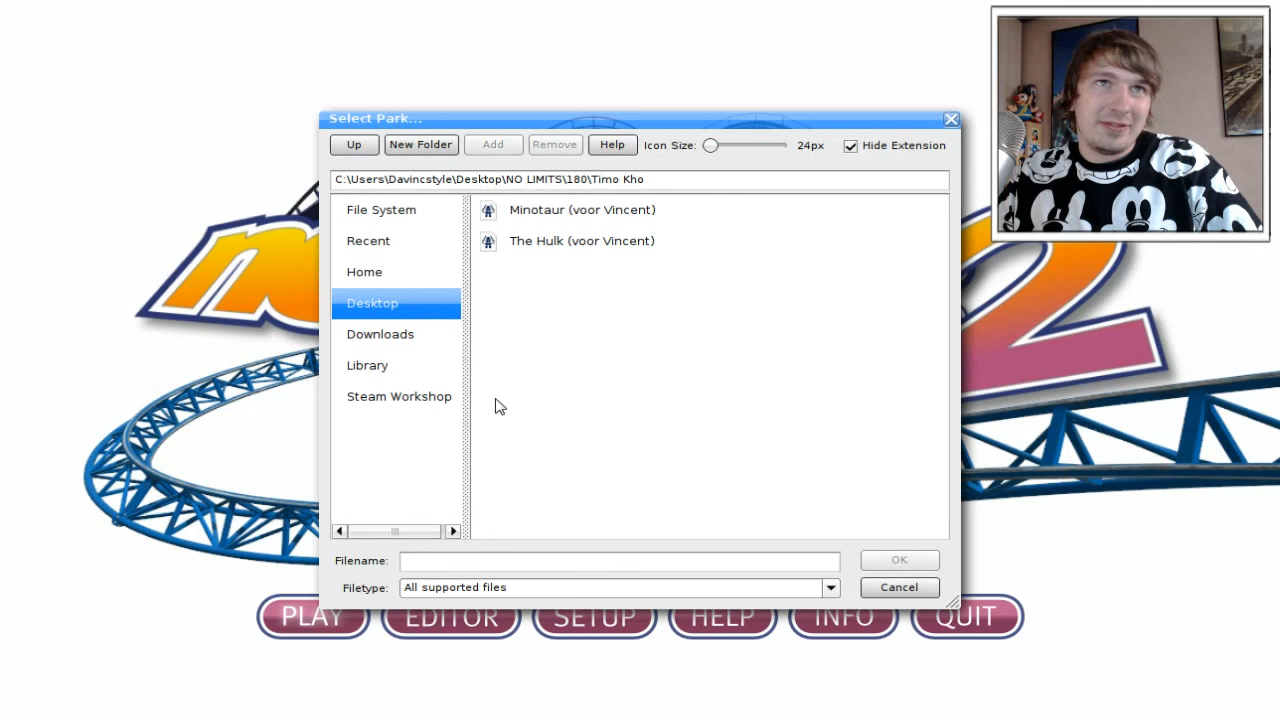 Select Park...
Up New Folder Add Remove Help Icon Size: 24px Hide Extension
C:\Users\Davincstyle\Desktop\NO LIMITS\180\Timo Kho
File System
Recent
Home
Desktop
Downloads
Library
Steam Workshop
Minotaur (voor Vincent)
The Hulk (voor Vincent)
2
Filename: OK
Filetype: All supported files Cancel
PLAY EDITOR SETUP HELP INFO QUIT